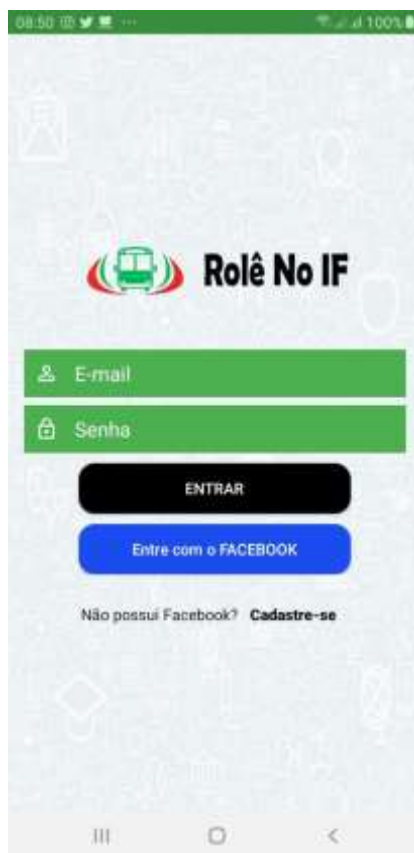 08:50
100%
Rolê No IF
E-mail
Senha
ENTRAR
Entre com o FACEBOOK
Não possui Facebook? Cadastre-se